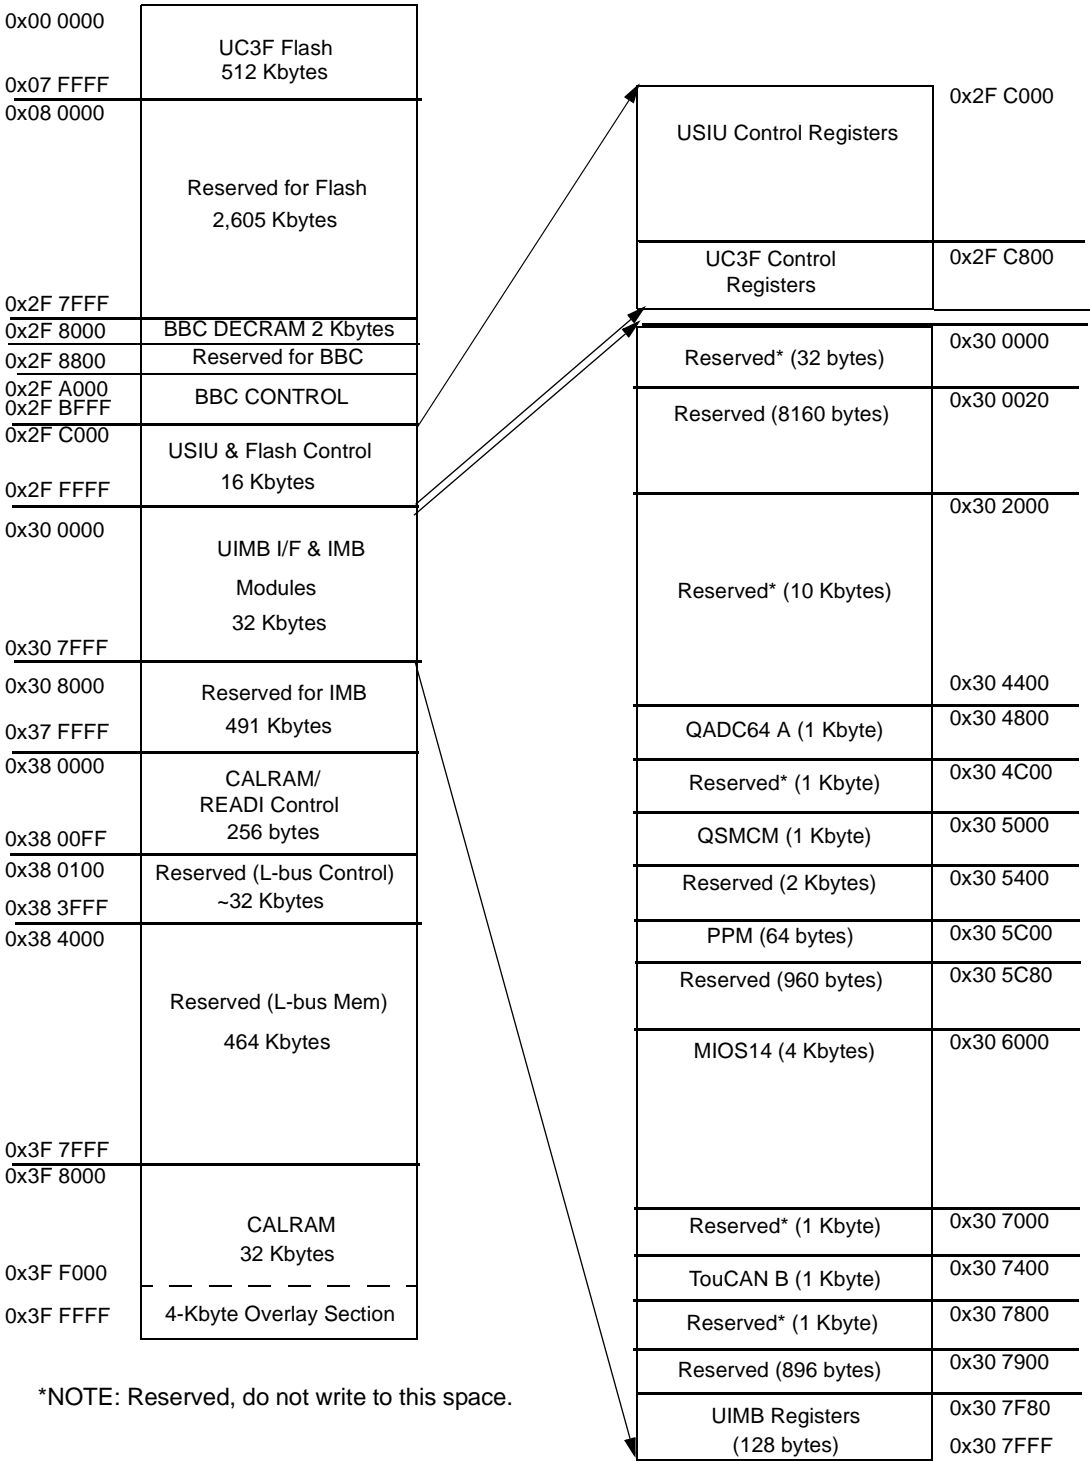 0x00 0000
UC3F Flash
512 Kbytes
0x07 FFFF
0x08 0000
Reserved for Flash
2,605 Kbytes
0x2F 7FFF
0x2F 8000
BBC DECRAM 2 Kbytes
0x2F 8800
Reserved for BBC
0x2F A000
0x2F BFFF
BBC CONTROL
0x2F C000
USIU & Flash Control
16 Kbytes
0x2F FFFF
0x30 0000
UIMB I/F & IMB
Modules
32 Kbytes
0x30 7FFF
0x30 8000
Reserved for IMB
491 Kbytes
0x37 FFFF
0x38 0000
CALRAM/
READI Control
256 bytes
0x38 00FF
0x38 0100
Reserved (L-bus Control)
~32 Kbytes
0x38 3FFF
0x38 4000
Reserved (L-bus Mem)
464 Kbytes
0x3F 7FFF
0x3F 8000
CALRAM
32 Kbytes
0x3F F000
0x3F FFFF
4-Kbyte Overlay Section
*NOTE: Reserved, do not write to this space.
0x2F C000
USIU Control Registers
UC3F Control
Registers
0x2F C800
0x30 0000
Reserved* (32 bytes)
0x30 0020
Reserved (8160 bytes)
0x30 2000
Reserved* (10 Kbytes)
0x30 4400
QADC64 A (1 Kbyte)
0x30 4800
Reserved* (1 Kbyte)
0x30 4C00
QSMCM (1 Kbyte)
0x30 5000
Reserved (2 Kbytes)
0x30 5400
PPM (64 bytes)
0x30 5C00
Reserved (960 bytes)
0x30 5C80
MIOS14 (4 Kbytes)
0x30 6000
Reserved* (1 Kbyte)
0x30 7000
TouCAN B (1 Kbyte)
0x30 7400
Reserved* (1 Kbyte)
0x30 7800
Reserved (896 bytes)
0x30 7900
UIMB Registers
(128 bytes)
0x30 7F80
0x30 7FFF